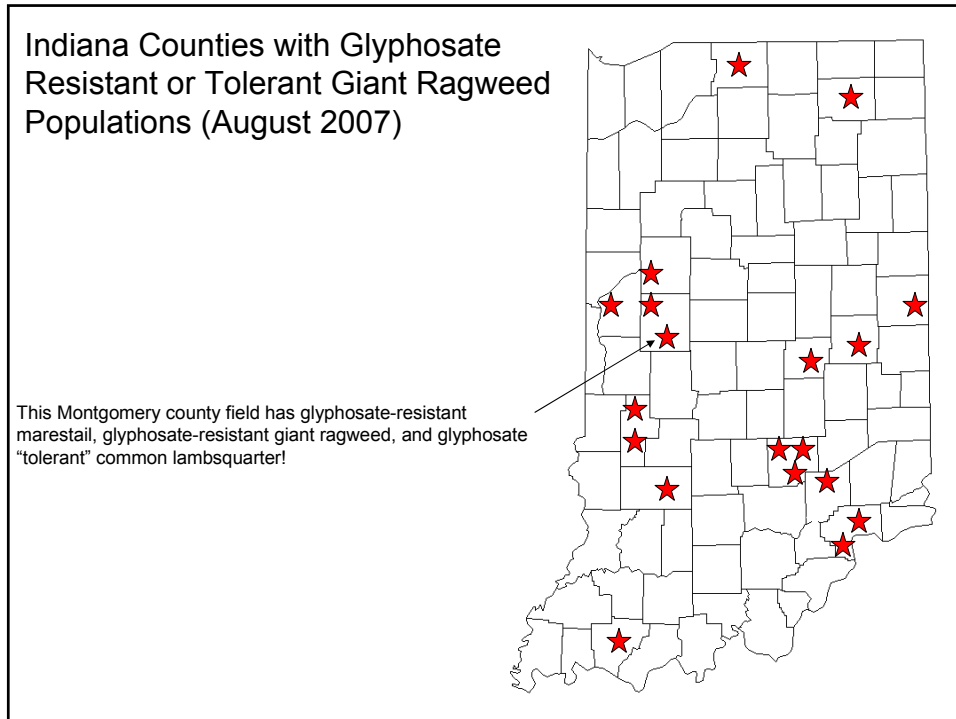 Indiana Counties with Glyphosate
Resistant or Tolerant Giant Ragweed
Populations (August 2007)
This Montgomery county field has glyphosate-resistant
marestail, glyphosate-resistant giant ragweed, and glyphosate
“tolerant” common lambsquarter!